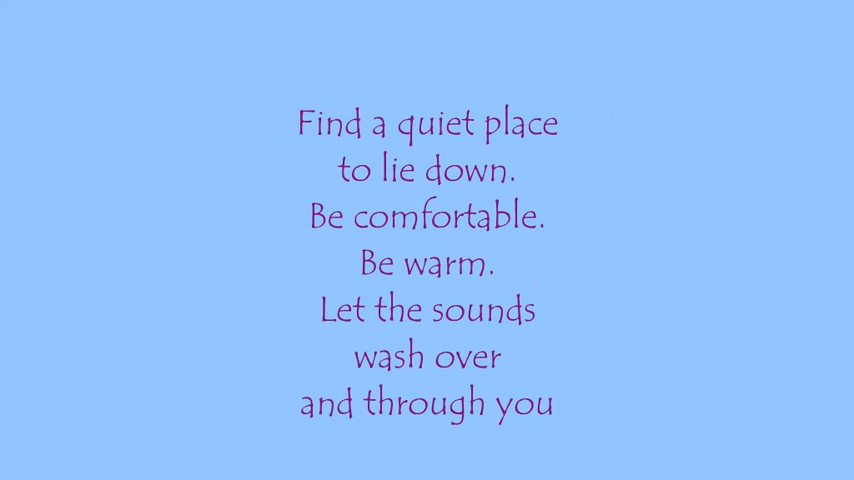 Find a quiet place
to lie down.
Be comfortable.
Be warm.
Let the sounds
wash over
and through you